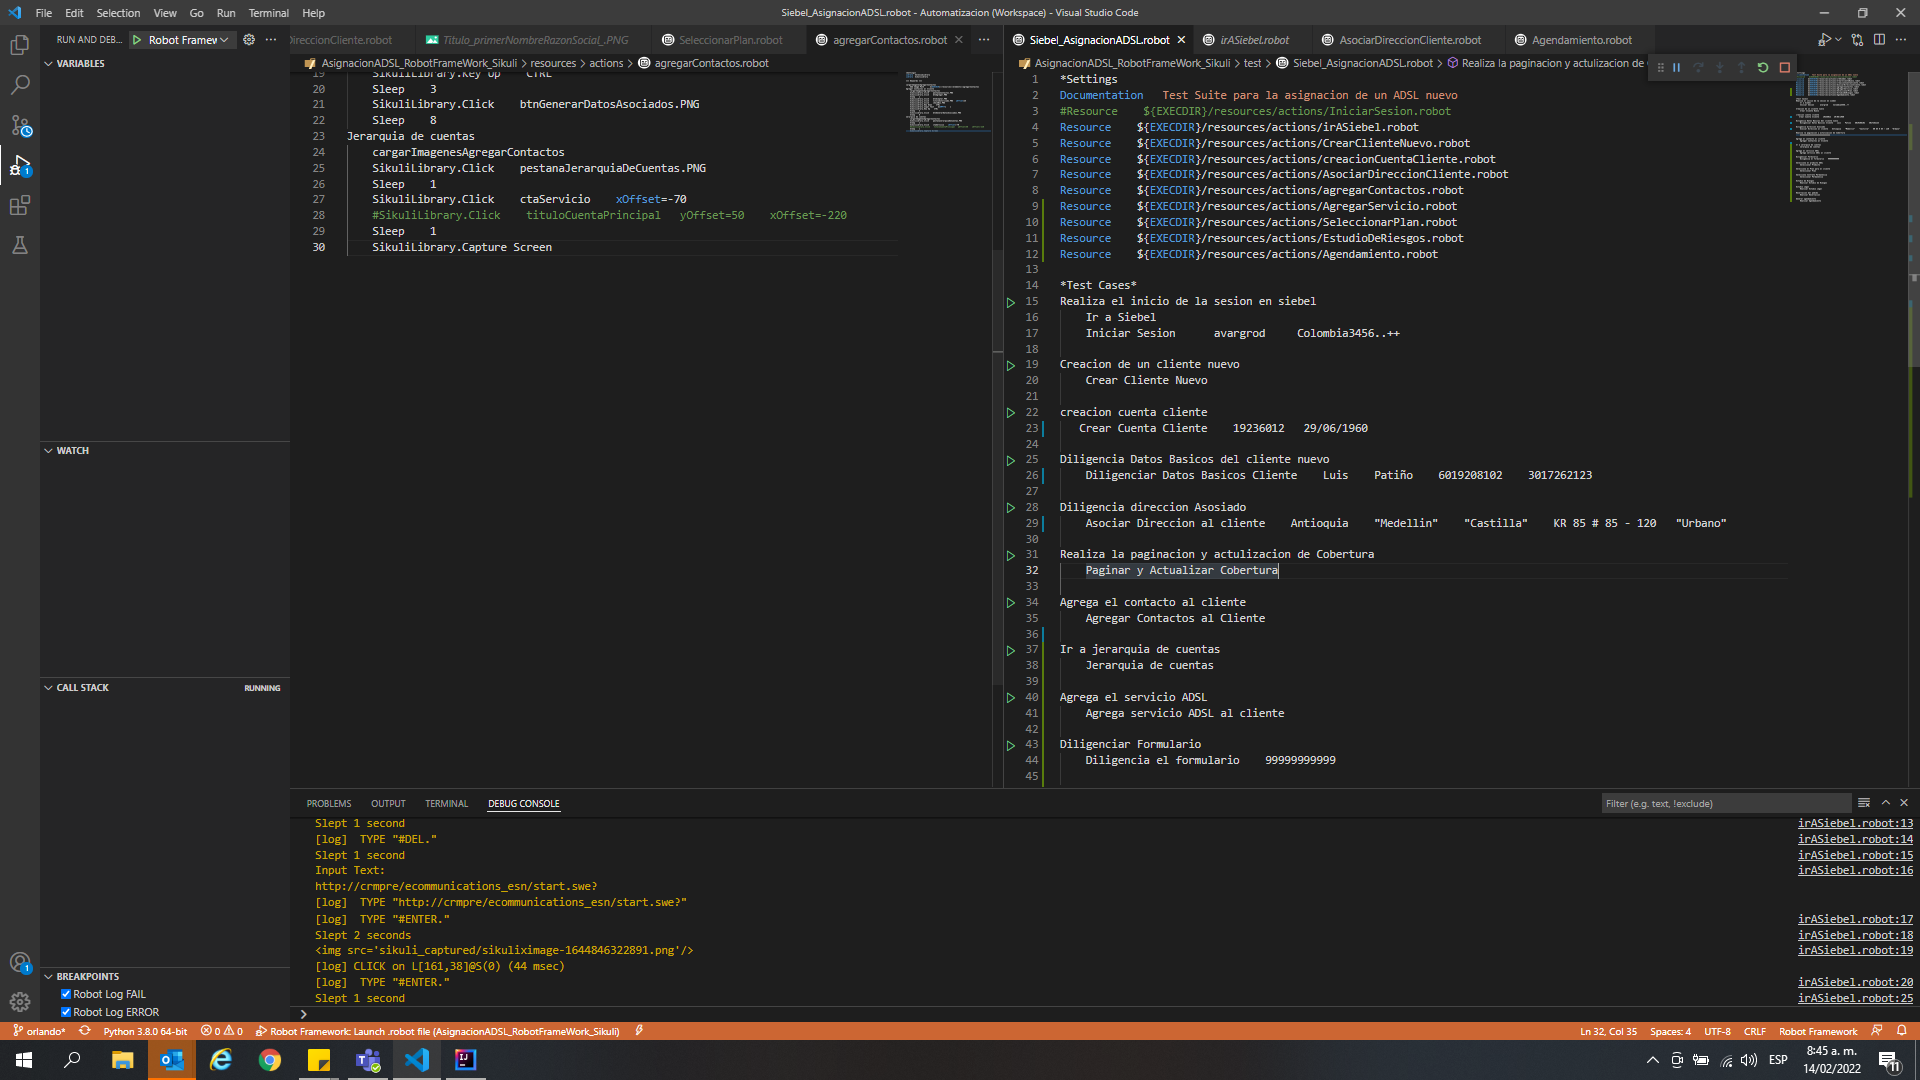 File Edit Selection View Go Run Terminal Help
Siebel_AsignacionADSL.robot - Automatizacion (Workspace) - Visual Studio Code
RUN AND DEB... Robot Framew
VARIABLES
WATCH
CALL STACK RUNNING
BREAKPOINTS
Robot Log FAIL
Robot Log ERROR
DireccionCliente.robot Titulo_primerNombreRazonSocial_.PNG SeleccionarPlan.robot agregarContactos.robot
AsignacionADSL_RobotFrameWork_Sikuli > resources > actions > agregarContactos.robot
19 SikuliLibrary.Key Up CTRL
20 Sleep 3
21 SikuliLibrary.Click btnGenerarDatosAsociados.PNG
22 Sleep 8
23 Jerarquia de cuentas
24 cargarImagenesAgregarContactos
25 SikuliLibrary.Click pestanaJerarquiaDeCuentas.PNG
26 Sleep 1
27 SikuliLibrary.Click ctaServicio xOffset=-70
28 #SikuliLibrary.Click tituloCuentaPrincipal yOffset=50 xOffset=-220
29 Sleep 1
30 SikuliLibrary.Capture Screen
Siebel_AsignacionADSL.robot irASiebel.robot AsociarDireccionCliente.robot Agendamiento.robot
AsignacionADSL_RobotFrameWork_Sikuli > test > Siebel_AsignacionADSL.robot > Realiza la paginacion y actulizacion de
1 *Settings
2 Documentation Test Suite para la asignacion de un ADSL nuevo
3 #Resource ${EXECDIR}/resources/actions/IniciarSesion.robot
4 Resource ${EXECDIR}/resources/actions/irASiebel.robot
5 Resource ${EXECDIR}/resources/actions/CrearClienteNuevo.robot
6 Resource ${EXECDIR}/resources/actions/creacionCuentaCliente.robot
7 Resource ${EXECDIR}/resources/actions/AsociarDireccionCliente.robot
8 Resource ${EXECDIR}/resources/actions/agregarContactos.robot
9 Resource ${EXECDIR}/resources/actions/AgregarServicio.robot
10 Resource ${EXECDIR}/resources/actions/SeleccionarPlan.robot
11 Resource ${EXECDIR}/resources/actions/EstudioDeRiesgos.robot
12 Resource ${EXECDIR}/resources/actions/Agendamiento.robot
13
14 *Test Cases*
15 Realiza el inicio de la sesion en siebel
16 Ir a Siebel
17 Iniciar Sesion avargrod Colombia3456..++
18
19 Creacion de un cliente nuevo
20 Crear Cliente Nuevo
21
22 creacion cuenta cliente
23 Crear Cuenta Cliente 19236012 29/06/1960
24
25 Diligencia Datos Basicos del cliente nuevo
26 Diligenciar Datos Basicos Cliente Luis Patiño 6019208102 3017262123
27
28 Diligencia direccion Asosiado
29 Asociar Direccion al cliente Antioquia "Medellin" "Castilla" KR 85 # 85 - 120 "Urbano"
30
31 Realiza la paginacion y actulizacion de Cobertura
32 Paginar y Actualizar Cobertura
33
34 Agrega el contacto al cliente
35 Agregar Contactos al Cliente
36
37 Ir a jerarquia de cuentas
38 Jerarquia de cuentas
39
40 Agrega el servicio ADSL
41 Agrega servicio ADSL al cliente
42
43 Diligenciar Formulario
44 Diligencia el formulario 99999999999
45
PROBLEMS OUTPUT TERMINAL DEBUG CONSOLE
Filter (e.g. text, !exclude)
Slept 1 second irASiebel.robot:13
[log] TYPE "#DEL." irASiebel.robot:14
Slept 1 second irASiebel.robot:15
Input Text: irASiebel.robot:16
http://crmpre/ecommunications_esn/start.swe?
[log] TYPE "http://crmpre/ecommunications_esn/start.swe?"
[log] TYPE "#ENTER." irASiebel.robot:17
Slept 2 seconds irASiebel.robot:18
<img src='sikuli_captured/sikuliximage-1644846322891.png'/> irASiebel.robot:19
[log] CLICK on L[161,38]@S(0) (44 msec)
[log] TYPE "#ENTER." irASiebel.robot:20
Slept 1 second irASiebel.robot:25
orlando* Python 3.8.0 64-bit 0 0 Robot Framework: Launch .robot file (AsignacionADSL_RobotFrameWork_Sikuli)
Ln 32, Col 35 Spaces: 4 UTF-8 CRLF Robot Framework
ESP
8:45 a. m.
14/02/2022
11